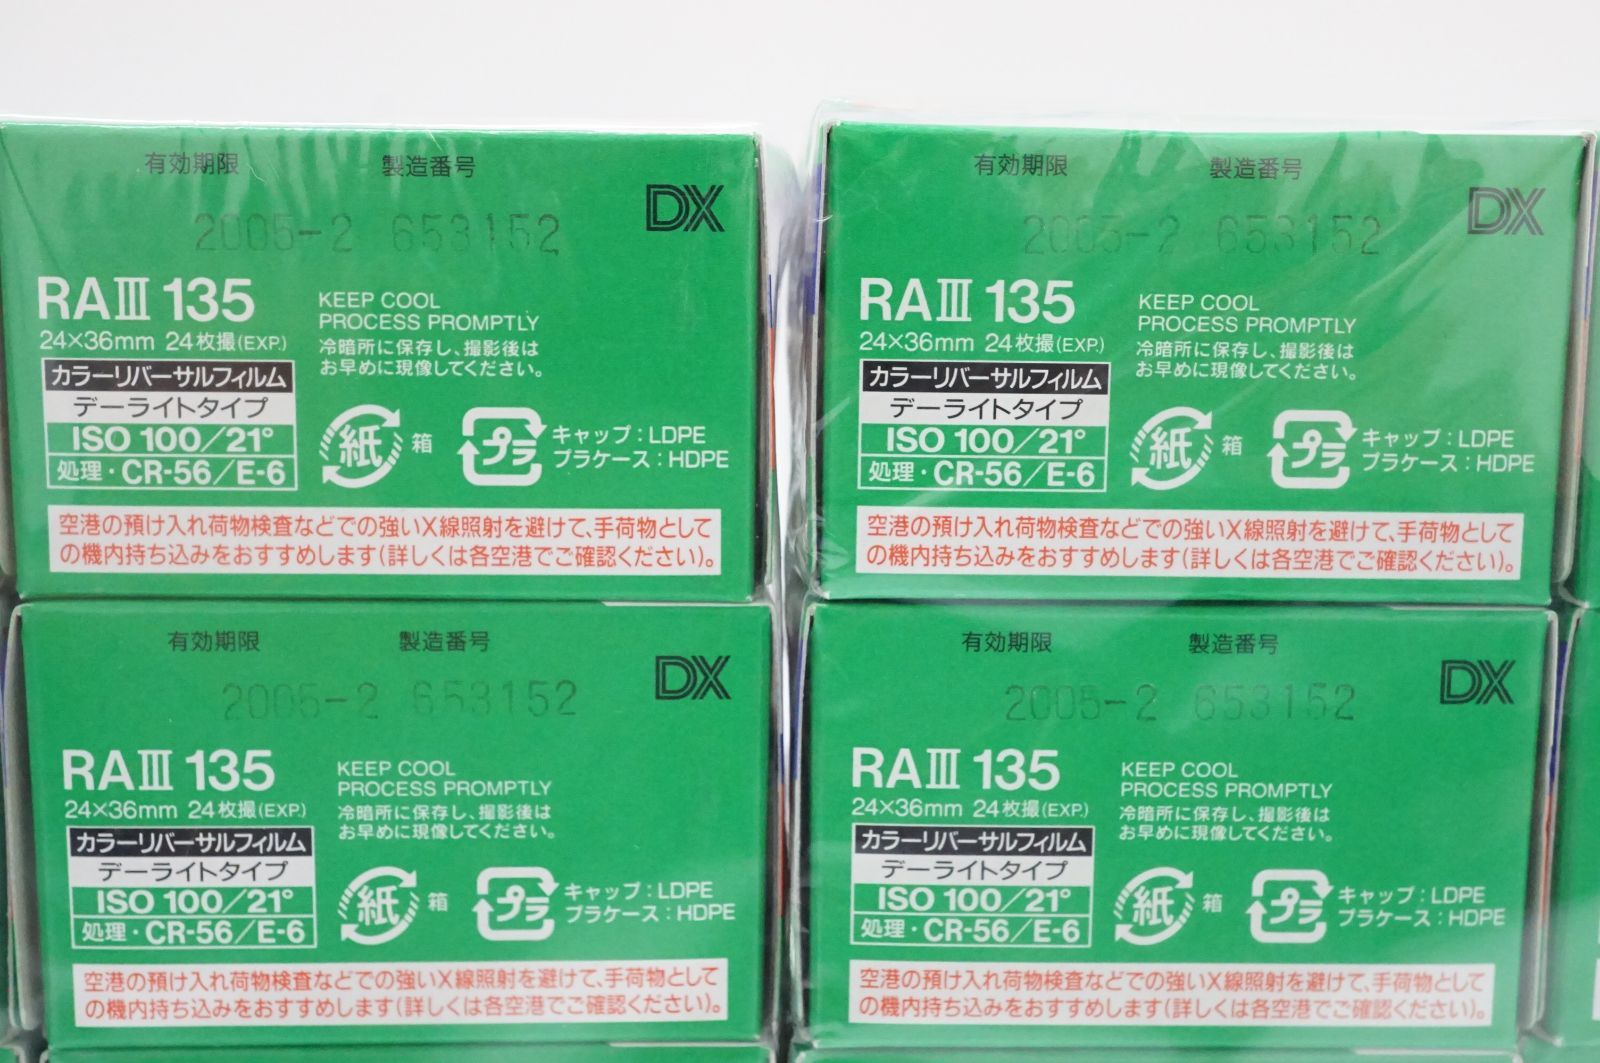 有効期限 製造番号
DX
2005-2 653152
RAIII 135
KEEP COOL
PROCESS PROMPTLY
24×36mm 24枚撮(EXP.)
冷暗所に保存し、撮影後は
お早めに現像してください。
カラーリバーサルフィルム
デーライトタイプ
ISO 100/21°
処理・CR-56/E-6
紙 箱
プラ
キャップ:LDPE
プラケース:HDPE
空港の預け入れ荷物検査などでの強いX線照射を避けて、手荷物として
の機内持ち込みをおすすめします(詳しくは各空港でご確認ください)。
有効期限 製造番号
DX
2005-2 653152
RAIII 135
KEEP COOL
PROCESS PROMPTLY
24×36mm 24枚撮(EXP.)
冷暗所に保存し、撮影後は
お早めに現像してください。
カラーリバーサルフィルム
デーライトタイプ
ISO 100/21°
処理・CR-56/E-6
紙 箱
プラ
キャップ:LDPE
プラケース:HDPE
空港の預け入れ荷物検査などでの強いX線照射を避けて、手荷物として
の機内持ち込みをおすすめします(詳しくは各空港でご確認ください)。
有効期限 製造番号
DX
2005-2 653152
RAIII 135
KEEP COOL
PROCESS PROMPTLY
24×36mm 24枚撮(EXP.)
冷暗所に保存し、撮影後は
お早めに現像してください。
カラーリバーサルフィルム
デーライトタイプ
ISO 100/21°
処理・CR-56/E-6
紙 箱
プラ
キャップ:LDPE
プラケース:HDPE
空港の預け入れ荷物検査などでの強いX線照射を避けて、手荷物として
の機内持ち込みをおすすめします(詳しくは各空港でご確認ください)。
有効期限 製造番号
DX
2005-2 653152
RAIII 135
KEEP COOL
PROCESS PROMPTLY
24×36mm 24枚撮(EXP.)
冷暗所に保存し、撮影後は
お早めに現像してください。
カラーリバーサルフィルム
デーライトタイプ
ISO 100/21°
処理・CR-56/E-6
紙 箱
プラ
キャップ:LDPE
プラケース:HDPE
空港の預け入れ荷物検査などでの強いX線照射を避けて、手荷物として
の機内持ち込みをおすすめします(詳しくは各空港でご確認ください)。